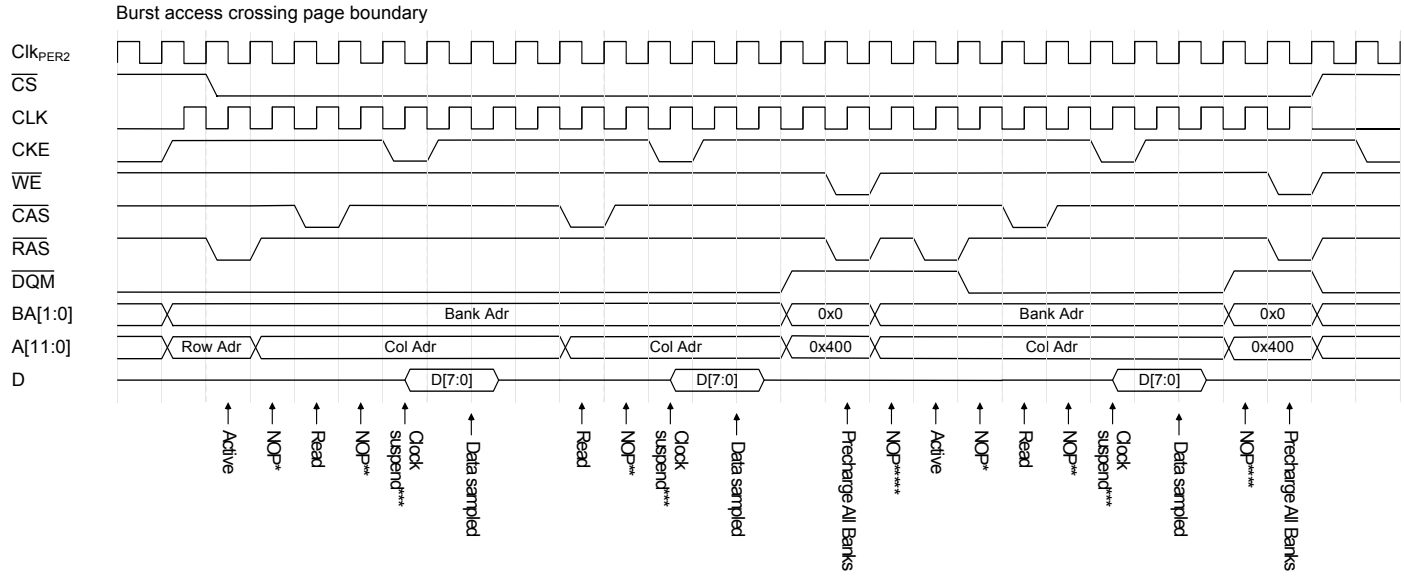 Burst access crossing page boundary
ClkPER2
CS
CLK
CKE
WE
CAS
RAS
DQM
BA[1:0] Bank Adr 0x0 Bank Adr 0x0
A[11:0] Row Adr Col Adr Col Adr 0x400 Col Adr 0x400
D D[7:0] D[7:0] D[7:0]
Active
NOP*
Read
NOP**
Clock
suspend***
Data sampled
Read
NOP**
Clock
suspend***
Data sampled
Precharge All Banks
NOP*****
Active
NOP*
Read
NOP**
Clock
suspend***
Data sampled
NOP****
Precharge All Banks